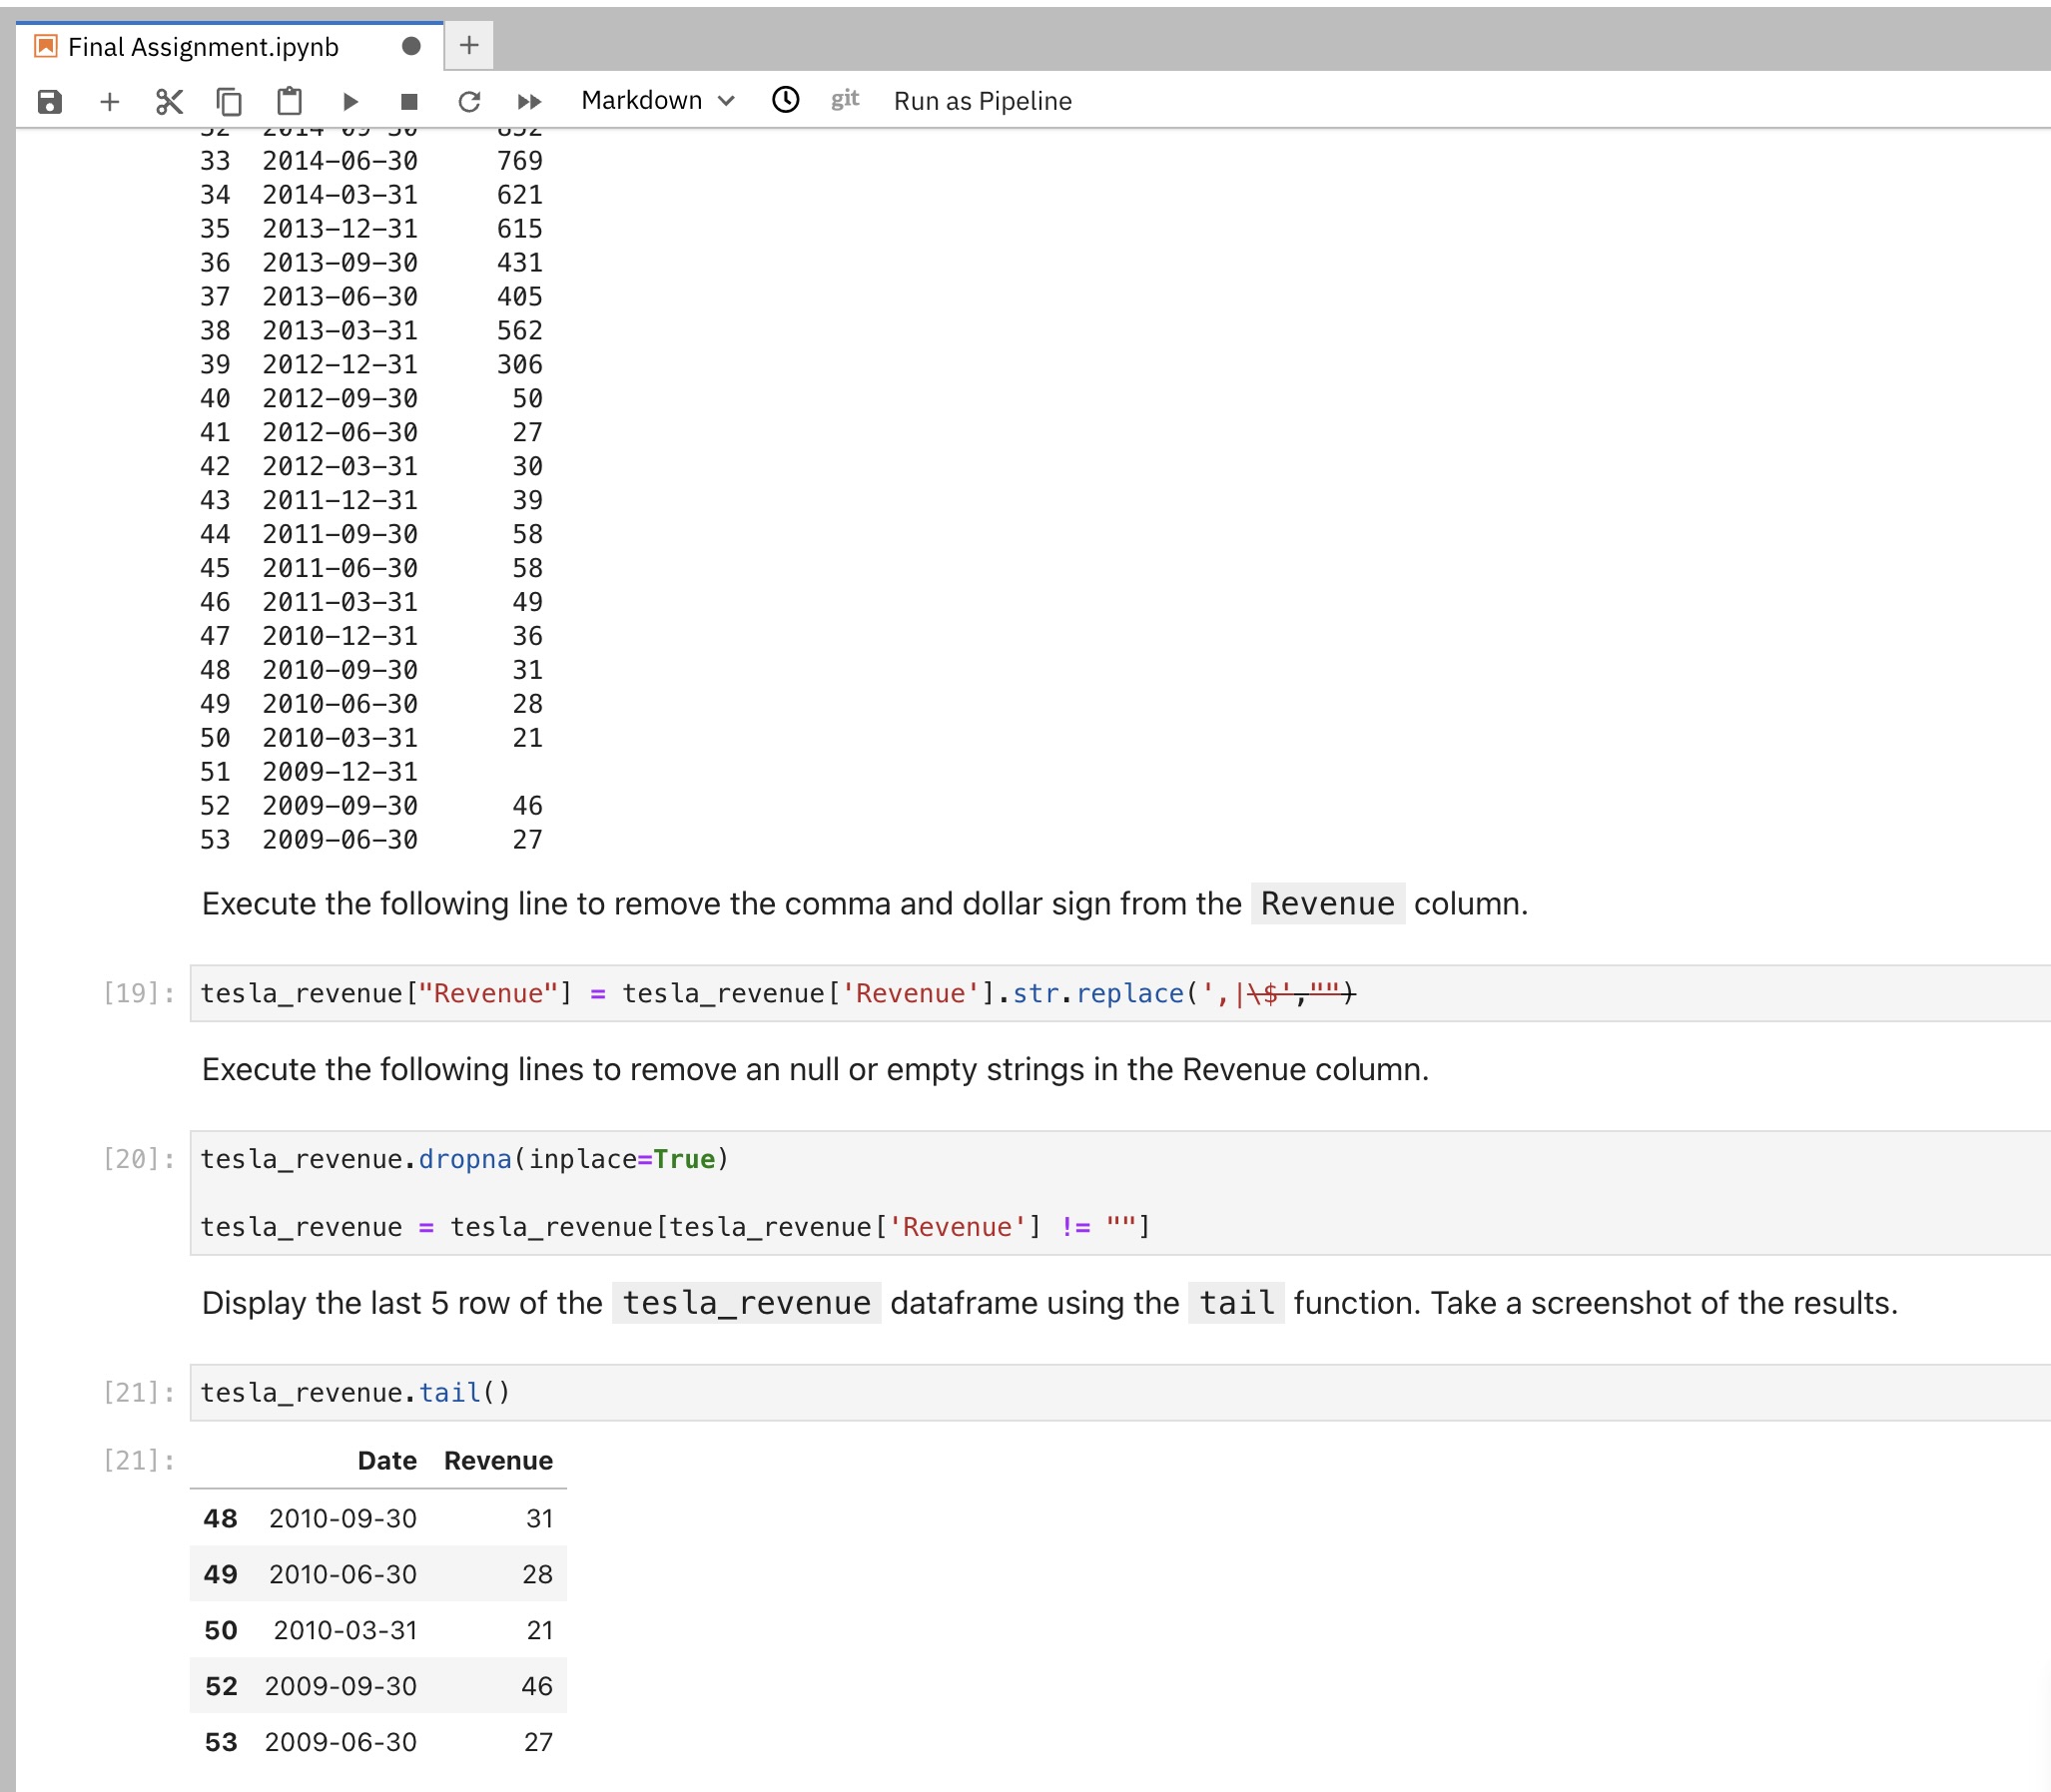 Final Assignment.ipynb
Markdown git Run as Pipeline
32 2014-09-30 852
33 2014-06-30 769
34 2014-03-31 621
35 2013-12-31 615
36 2013-09-30 431
37 2013-06-30 405
38 2013-03-31 562
39 2012-12-31 306
40 2012-09-30 50
41 2012-06-30 27
42 2012-03-31 30
43 2011-12-31 39
44 2011-09-30 58
45 2011-06-30 58
46 2011-03-31 49
47 2010-12-31 36
48 2010-09-30 31
49 2010-06-30 28
50 2010-03-31 21
51 2009-12-31
52 2009-09-30 46
53 2009-06-30 27
Execute the following line to remove the comma and dollar sign from the Revenue column.
[19]: tesla_revenue["Revenue"] = tesla_revenue['Revenue'].str.replace(',|\$',"")
Execute the following lines to remove an null or empty strings in the Revenue column.
[20]: tesla_revenue.dropna(inplace=True)
tesla_revenue = tesla_revenue[tesla_revenue['Revenue'] != ""]
Display the last 5 row of the tesla_revenue dataframe using the tail function. Take a screenshot of the results.
[21]: tesla_revenue.tail()
[21]: Date Revenue
48 2010-09-30 31
49 2010-06-30 28
50 2010-03-31 21
52 2009-09-30 46
53 2009-06-30 27